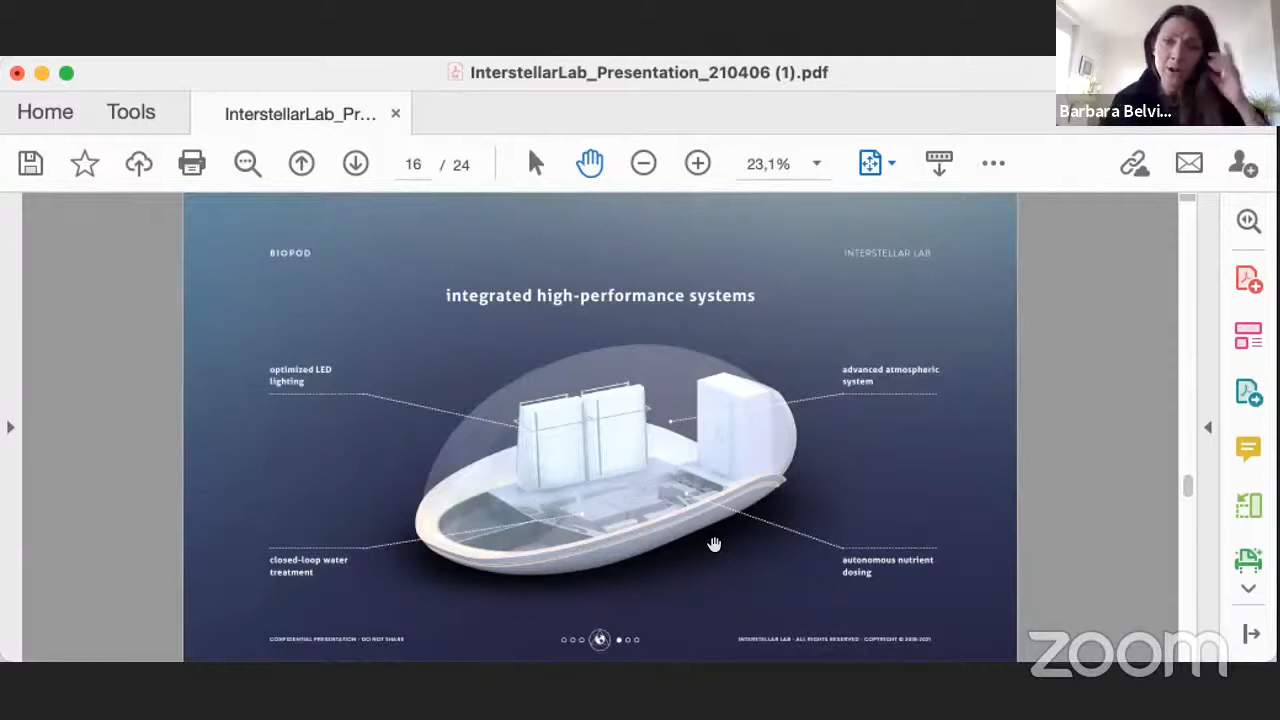 InterstellarLab_Presentation_210406 (1).pdf
Home
Tools
InterstellarLab_Pr...
Barbara Belvi...
16 / 24
23,1%
BIOPOD
INTERSTELLAR LAB
integrated high-performance systems
optimized LED
lighting
advanced atmospheric
system
closed-loop water
treatment
autonomous nutrient
dosing
CONFIDENTIAL PRESENTATION - DO NOT SHARE
INTERSTELLAR LAB - ALL RIGHTS RESERVED - COPYRIGHT © 2018-2021
zoom